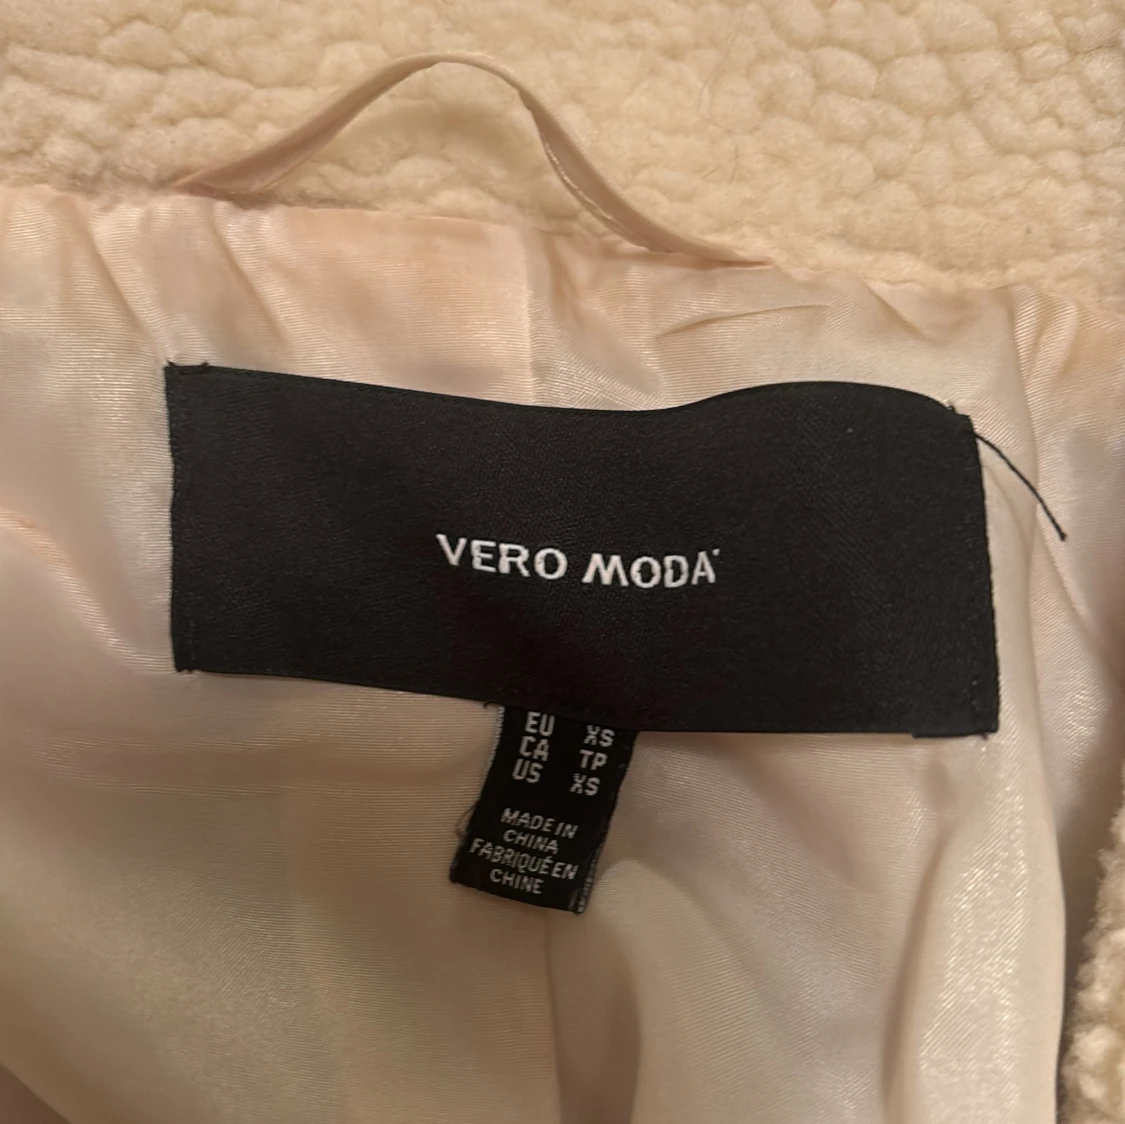 VERO MODA
EU XS
CA TP
US XS
MADE IN
CHINA
FABRIQUÉ EN
CHINE